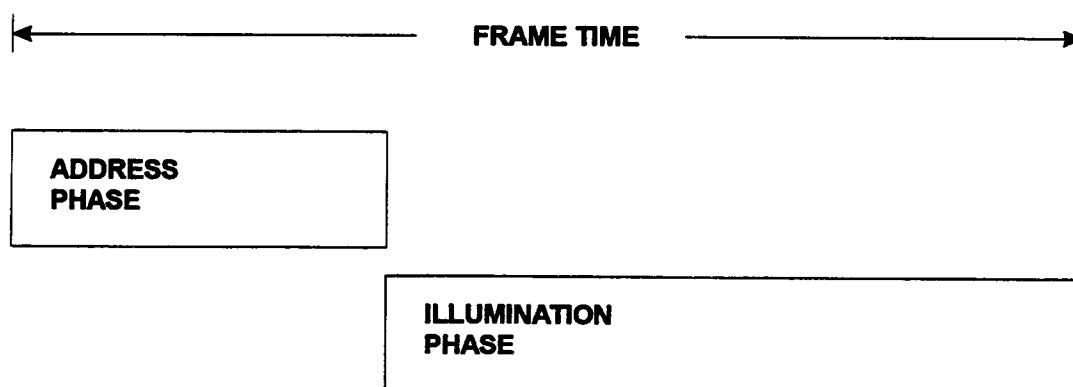 FRAME TIME
ADDRESS
PHASE
ILLUMINATION
PHASE